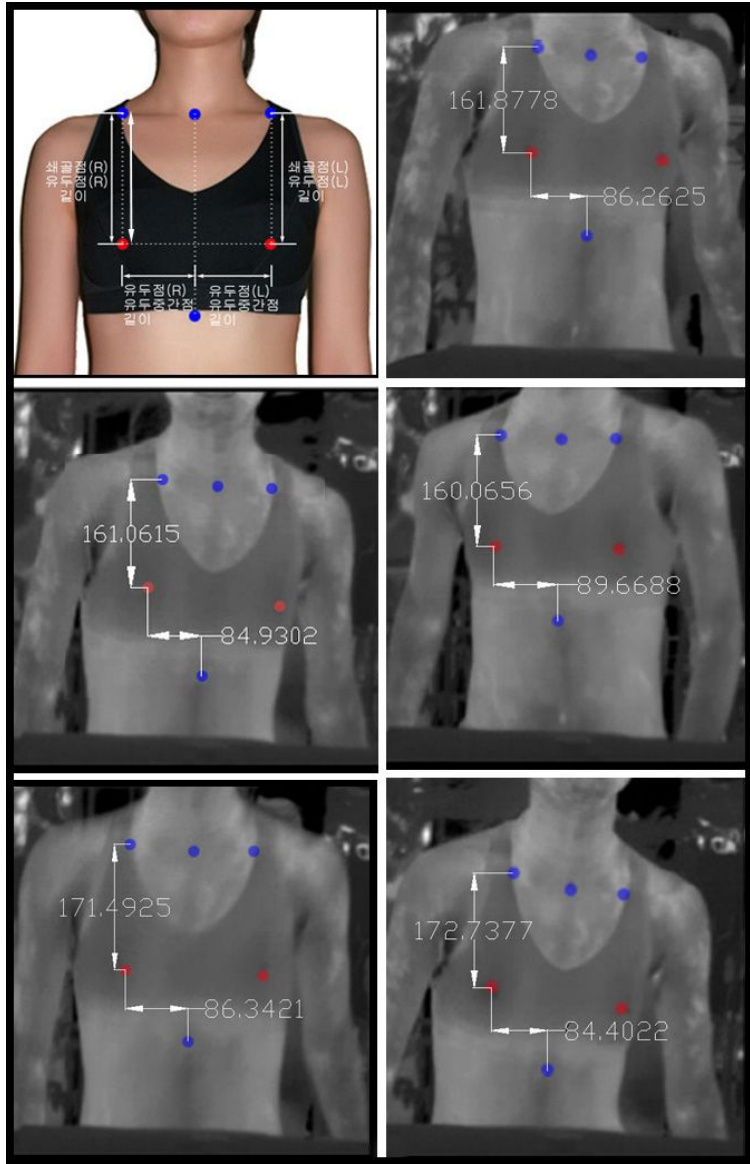 쇄골점(R)
유두점(R)
길이
쇄골점(L)
유두점(L)
길이
유두점(R)
유두중간점
길이
유두점(L)
유두중간점
길이
161.8778
86.2625
161.0615
84.9302
160.0656
89.6688
171.4925
86.3421
172.7377
84.4022